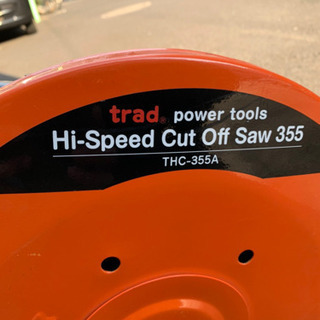 trad. power tools
Hi-Speed Cut Off Saw 355
THC-355A